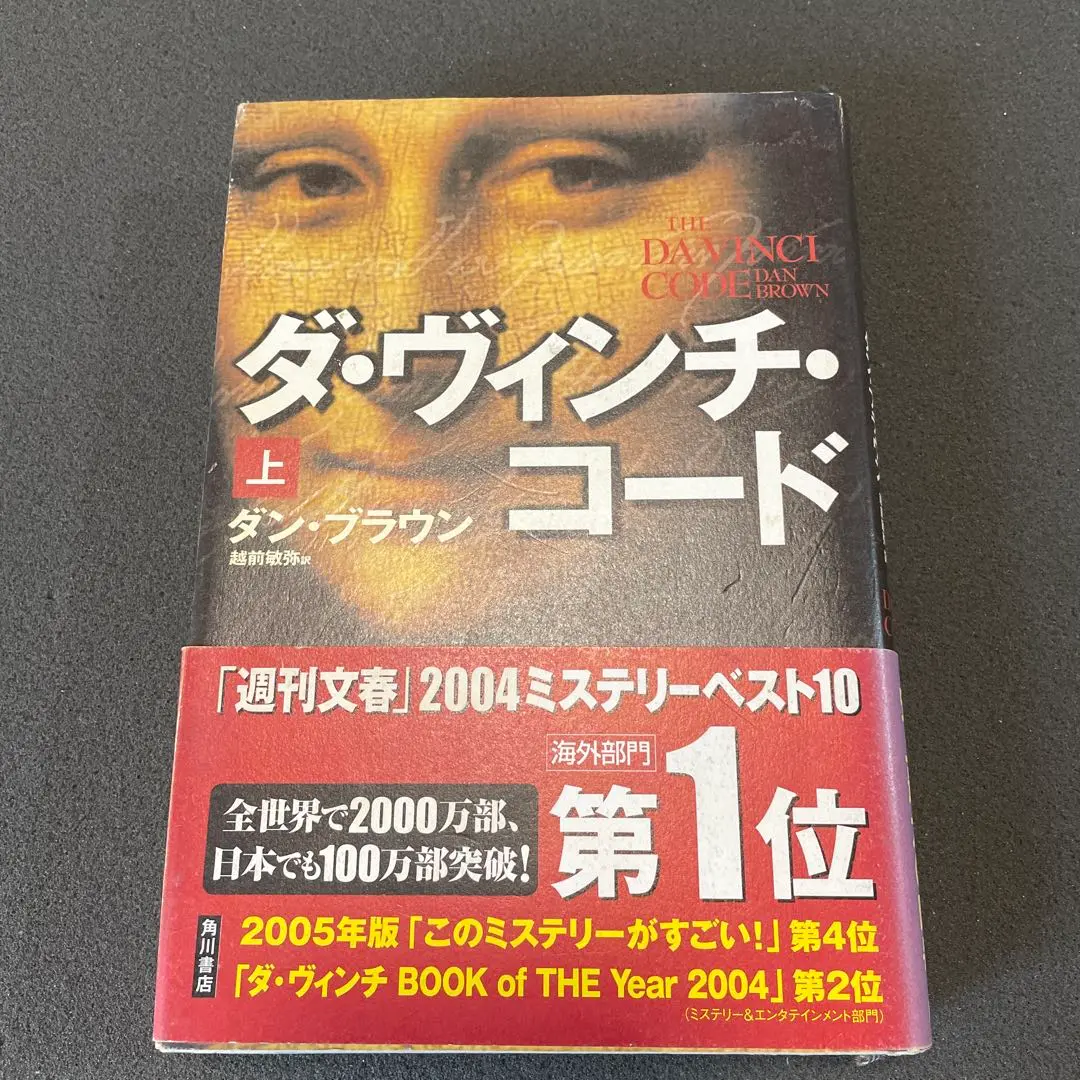 THE
DA VINCI
CODE DAN BROWN
ダ・ヴィンチ・
コード
上
ダン・ブラウン
越前敏弥訳
「週刊文春」2004ミステリーベスト10
海外部門
第1位
全世界で2000万部、
日本でも100万部突破!
角川書店
2005年版「このミステリーがすごい!」第4位
「ダ・ヴィンチ BOOK of THE Year 2004」第2位
(ミステリー&エンタテインメント部門)